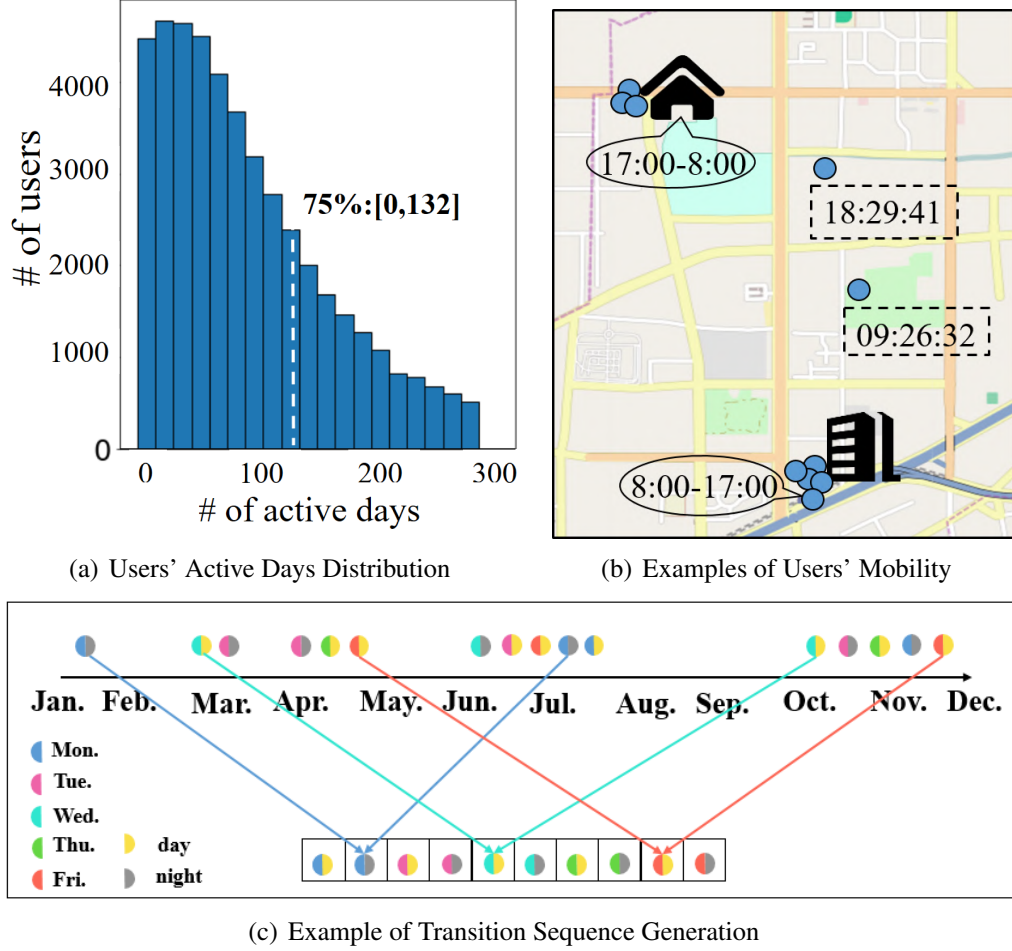 4000
3000
2000
1000
0
# of users
75%:[0,132]
0 100 200 300
# of active days
17:00-8:00
18:29:41
09:26:32
8:00-17:00
(a) Users' Active Days Distribution
(b) Examples of Users' Mobility
Jan. Feb. Mar. Apr. May. Jun. Jul. Aug. Sep. Oct. Nov. Dec.
Mon.
Tue.
Wed.
Thu. day
Fri. night
(c) Example of Transition Sequence Generation